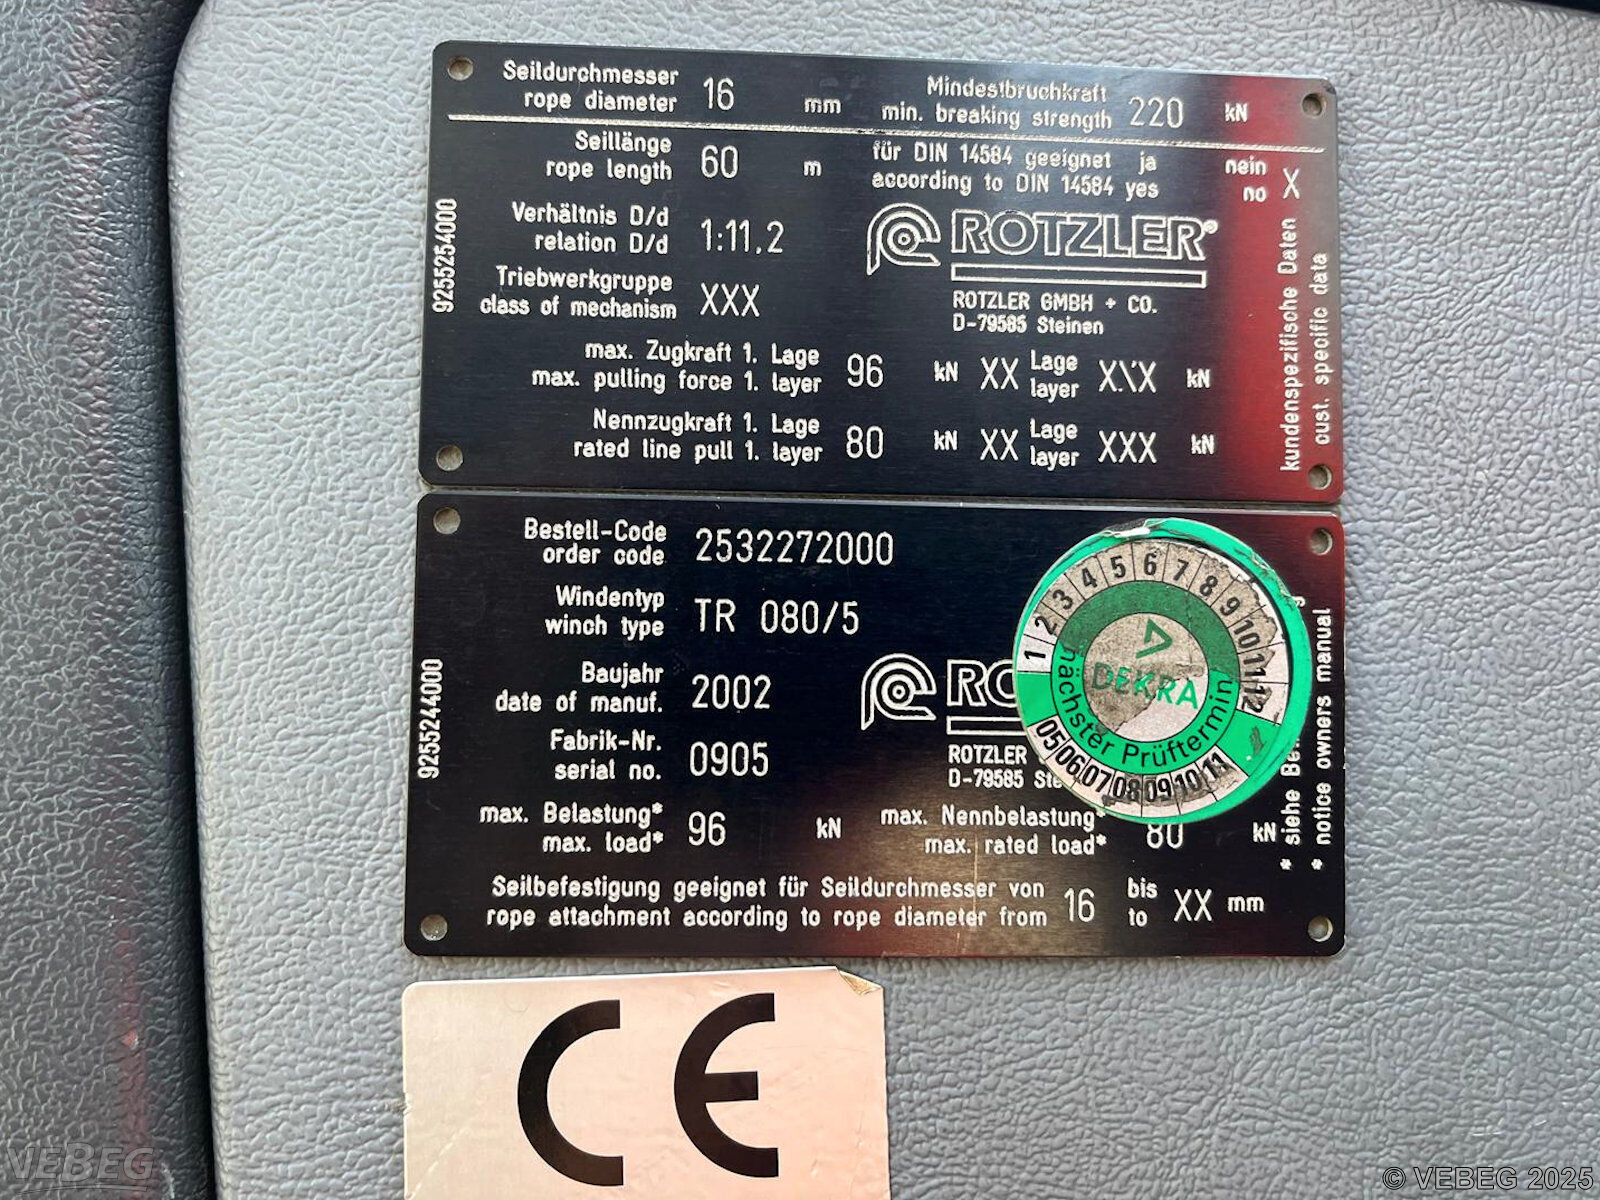 Seildurchmesser
rope diameter 16 mm
Mindestbruchkraft
min. breaking strength 220 kN
Seillänge
rope length 60 m
für DIN 14584 geeignet ja nein
according to DIN 14584 yes no X
Verhältnis D/d
relation D/d 1:11,2
ROTZLER®
Triebwerkgruppe
class of mechanism XXX
ROTZLER GMBH + CO.
D-79585 Steinen
max. Zugkraft 1. Lage
max. pulling force 1. layer 96 kN XX Lage
layer XXX kN
Nennzugkraft 1. Lage
rated line pull 1. layer 80 kN XX Lage
layer XXX kN
9255254000
kundenspezifische Daten
cust. specific data
Bestell-Code
order code 2532272000
Windentyp
winch type TR 080/5
Baujahr
date of manuf. 2002
Fabrik-Nr.
serial no. 0905
ROTZLER
D-79585
max. Belastung*
max. load* 96 kN
max. Nennbelastung*
max. rated load* 80 kN
Seilbefestigung geeignet für Seildurchmesser von
rope attachment according to rope diameter from 16 bis
to XX mm
9255244000
* siehe
* notice owners manual
1 2 3 4 5 6 7 8 9 10 11 12
DEKRA
nächster Prüftermin
05 06 07 08 09 10 11
CE
VEBEG
© VEBEG 2025